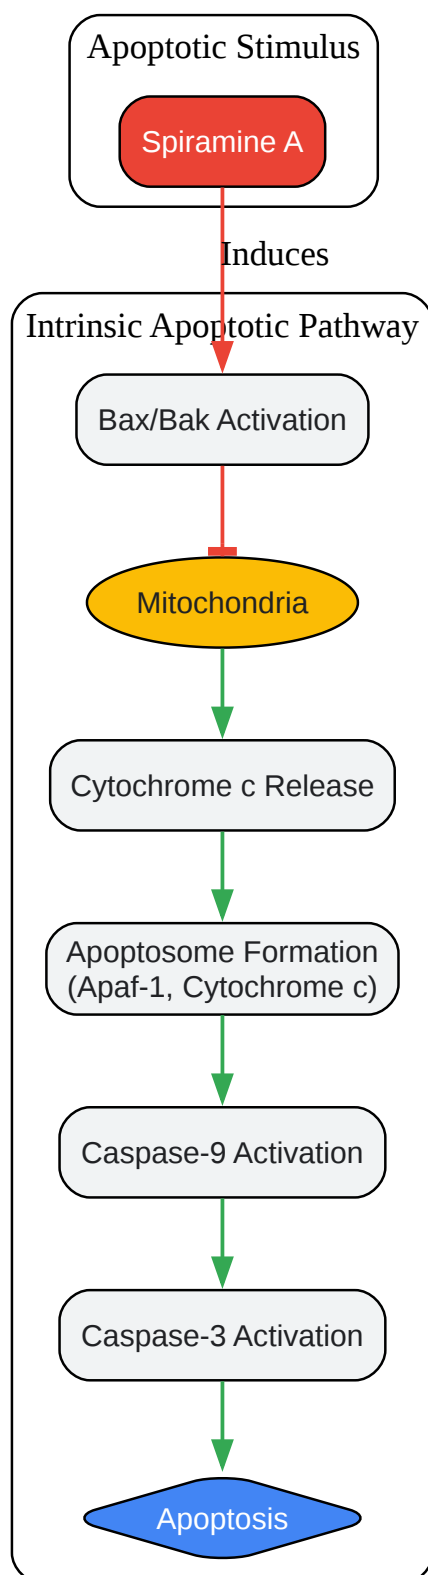 Apoptotic Stimulus
Spiramine A
Induces
Intrinsic Apoptotic Pathway
Bax/Bak Activation
Mitochondria
Cytochrome c Release
Apoptosome Formation
(Apaf-1, Cytochrome c)
Caspase-9 Activation
Caspase-3 Activation
Apoptosis